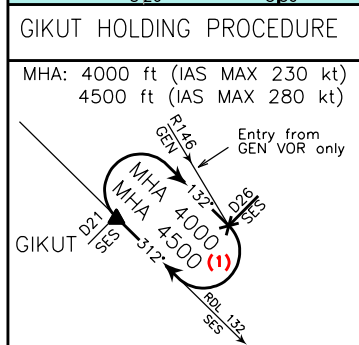 GIKUT HOLDING PROCEDURE
MHA: 4000 ft (IAS MAX 230 kt)
4500 ft (IAS MAX 280 kt)
R146
GEN
Entry from
GEN VOR only
MHA 4000
MHA 4500
(1)
132°
D26
SES
D21
SES
GIKUT
312°
RDL 132
SES